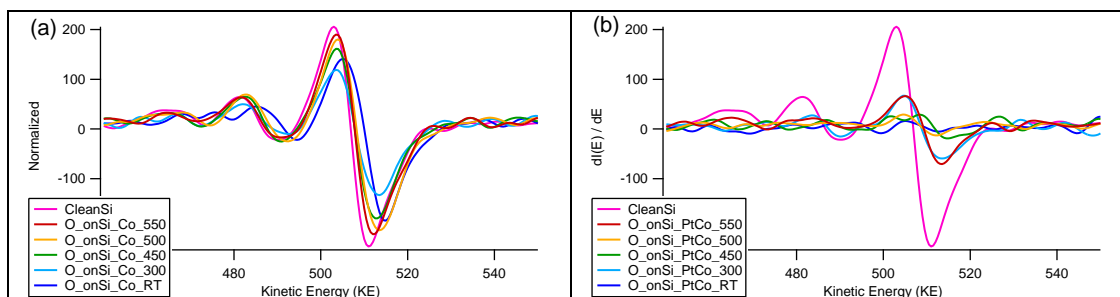 (a)
200
100
0
-100
Normalized
CleanSi
O_onSi_Co_550
O_onSi_Co_500
O_onSi_Co_450
O_onSi_Co_300
O_onSi_Co_RT
480
500
520
540
Kinetic Energy (KE)
(b)
200
100
0
-100
dI(E) / dE
CleanSi
O_onSi_PtCo_550
O_onSi_PtCo_500
O_onSi_PtCo_450
O_onSi_PtCo_300
O_onSi_PtCo_RT
480
500
520
540
Kinetic Energy (KE)